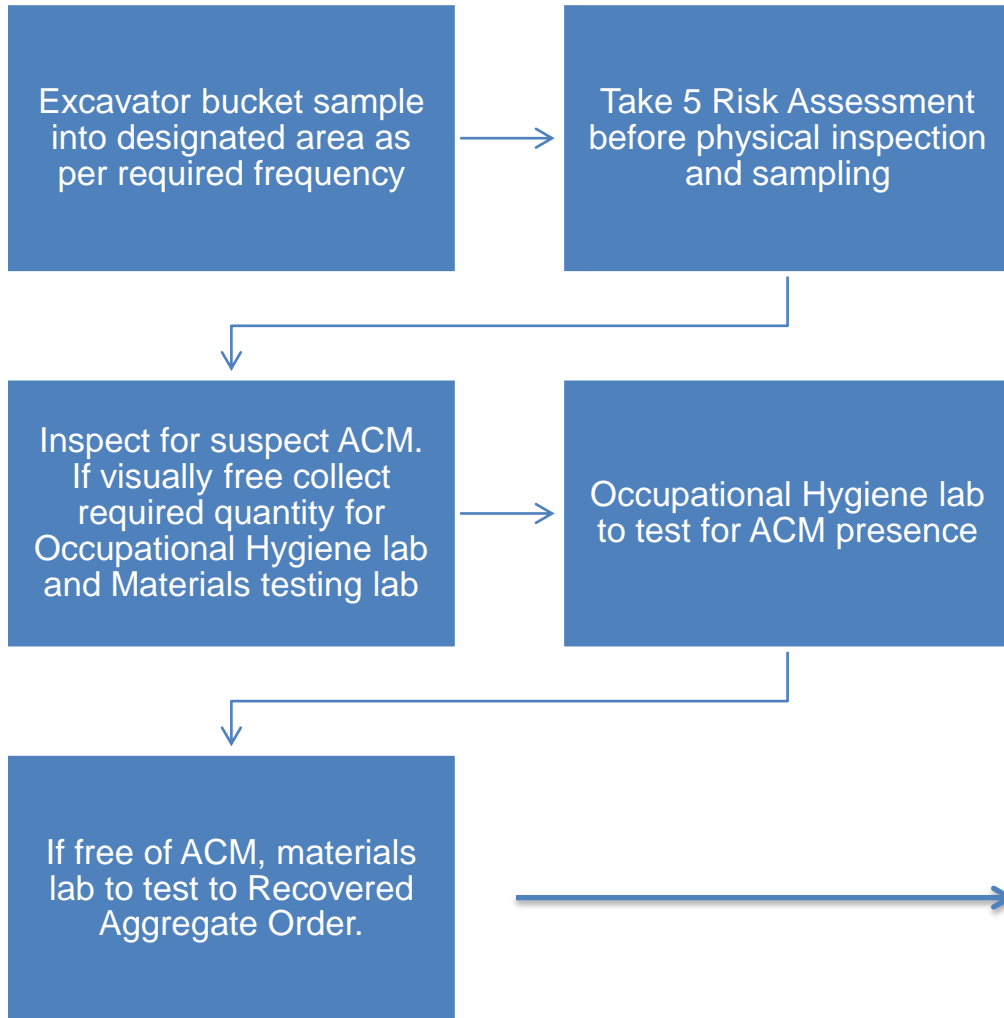 Excavator bucket sample
into designated area as
per required frequency
Take 5 Risk Assessment
before physical inspection
and sampling
Inspect for suspect ACM.
If visually free collect
required quantity for
Occupational Hygiene lab
and Materials testing lab
Occupational Hygiene lab
to test for ACM presence
If free of ACM, materials
lab to test to Recovered
Aggregate Order.